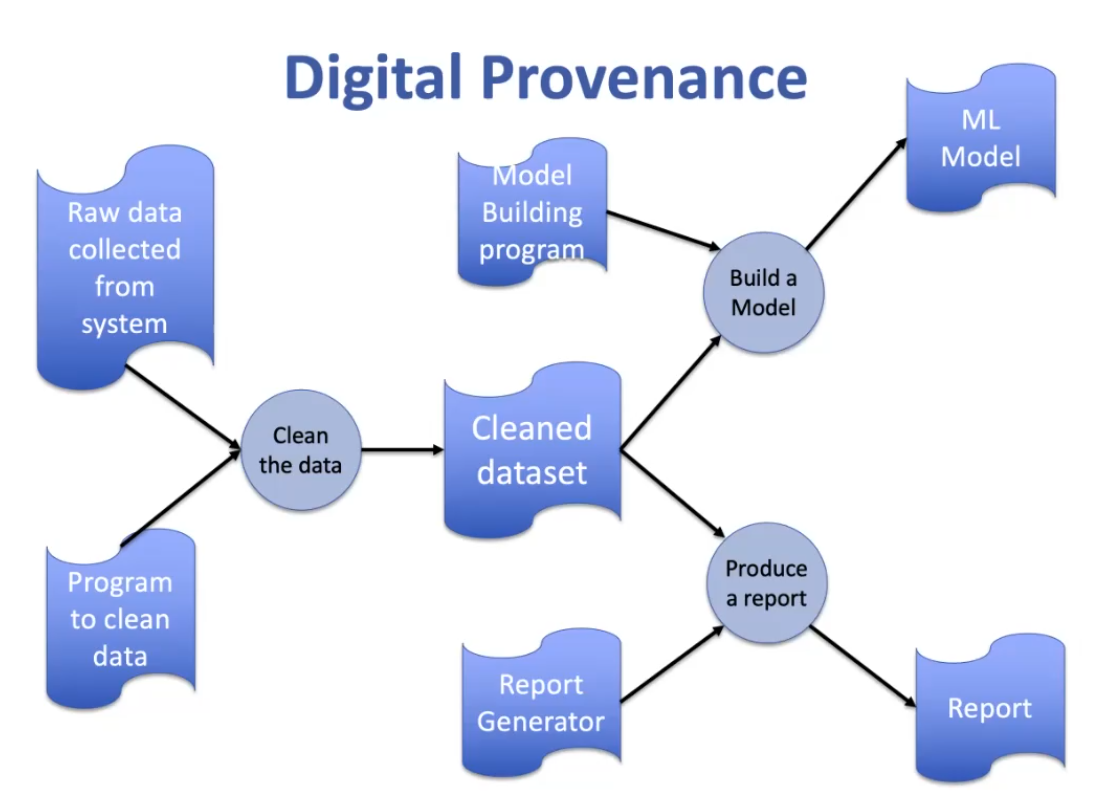 Digital Provenance
Raw data
collected
from
system
Program
to clean
data
Clean
the data
Cleaned
dataset
Model
Building
program
Build a
Model
ML
Model
Report
Generator
Produce
a report
Report